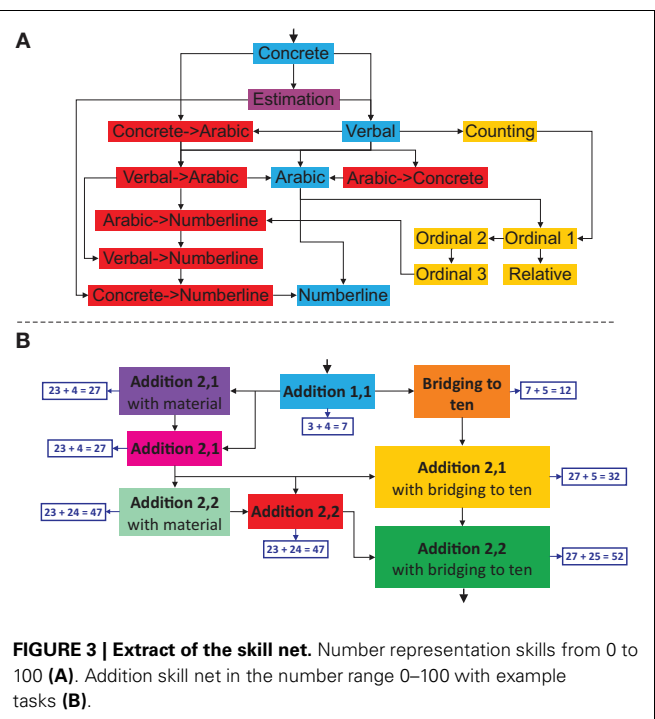 A
Concrete
Estimation
Concrete->Arabic
Verbal
Counting
Verbal->Arabic
Arabic
Arabic->Concrete
Arabic->Numberline
Ordinal 2
Ordinal 1
Verbal->Numberline
Ordinal 3
Relative
Concrete->Numberline
Numberline
B
23 + 4 = 27
Addition 2,1
with material
Addition 1,1
3 + 4 = 7
Bridging to
ten
7 + 5 = 12
23 + 4 = 27
Addition 2,1
Addition 2,1
with bridging to ten
27 + 5 = 32
23 + 24 = 47
Addition 2,2
with material
Addition 2,2
23 + 24 = 47
Addition 2,2
with bridging to ten
27 + 25 = 52
FIGURE 3 | Extract of the skill net. Number representation skills from 0 to
100 (A). Addition skill net in the number range 0–100 with example
tasks (B).